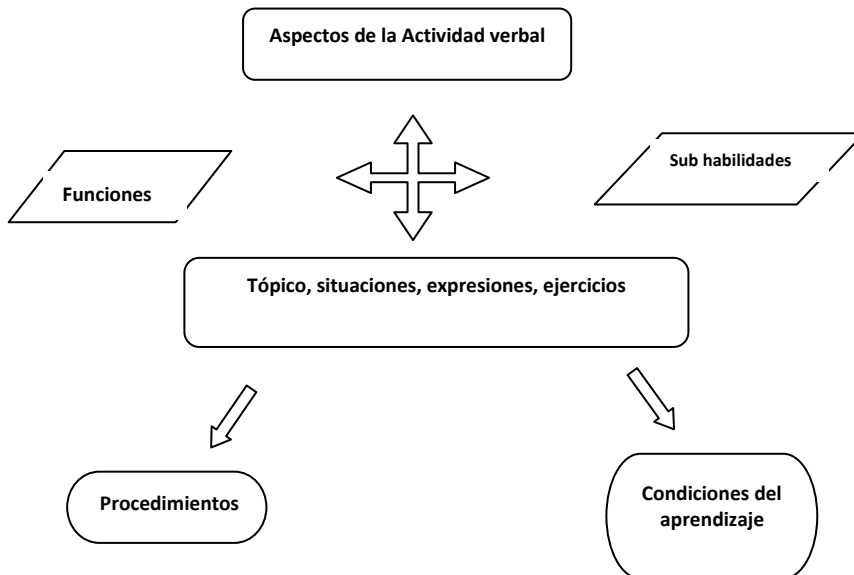 Aspectos de la Actividad verbal
Funciones
Sub habilidades
Tópico, situaciones, expresiones, ejercicios
Procedimientos
Condiciones del
aprendizaje